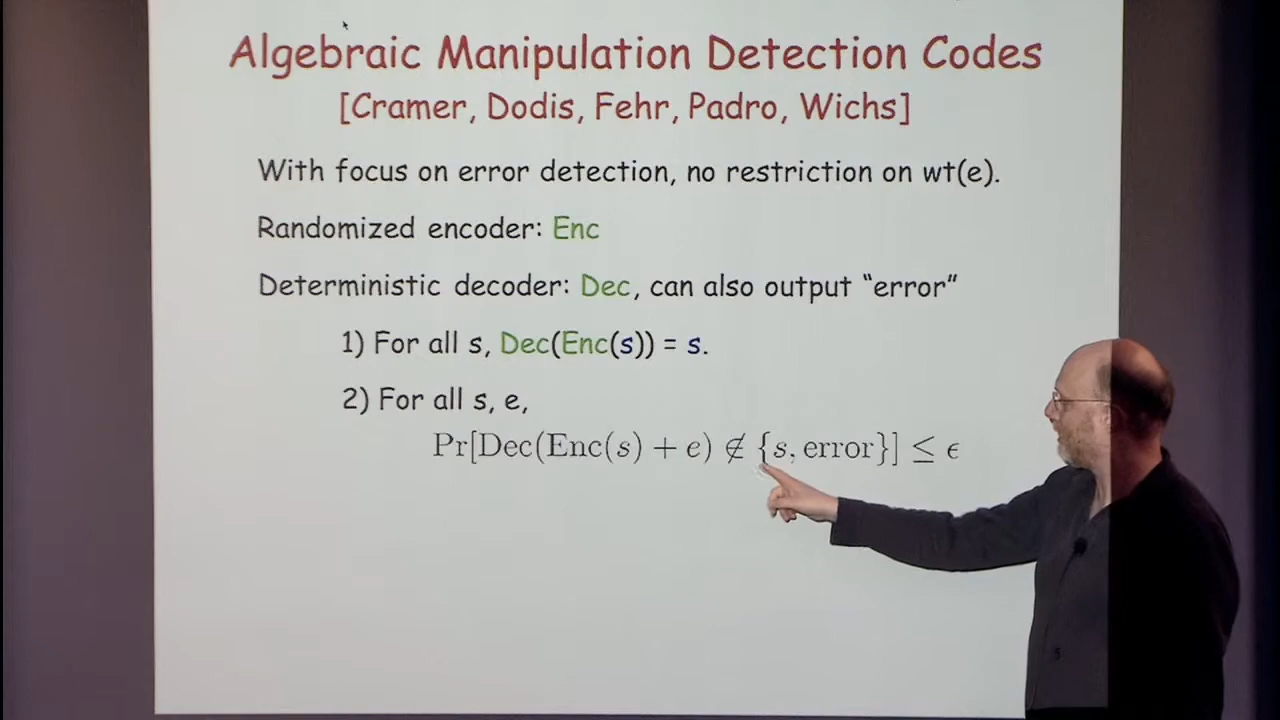 Algebraic Manipulation Detection Codes
[Cramer, Dodis, Fehr, Padro, Wichs]
With focus on error detection, no restriction on wt(e).
Randomized encoder: Enc
Deterministic decoder: Dec, can also output “error”
1) For all s, Dec(Enc(s)) = s.
2) For all s, e,
Pr[Dec(Enc(s) + e) ∉ {s, error}] ≤ ϵ